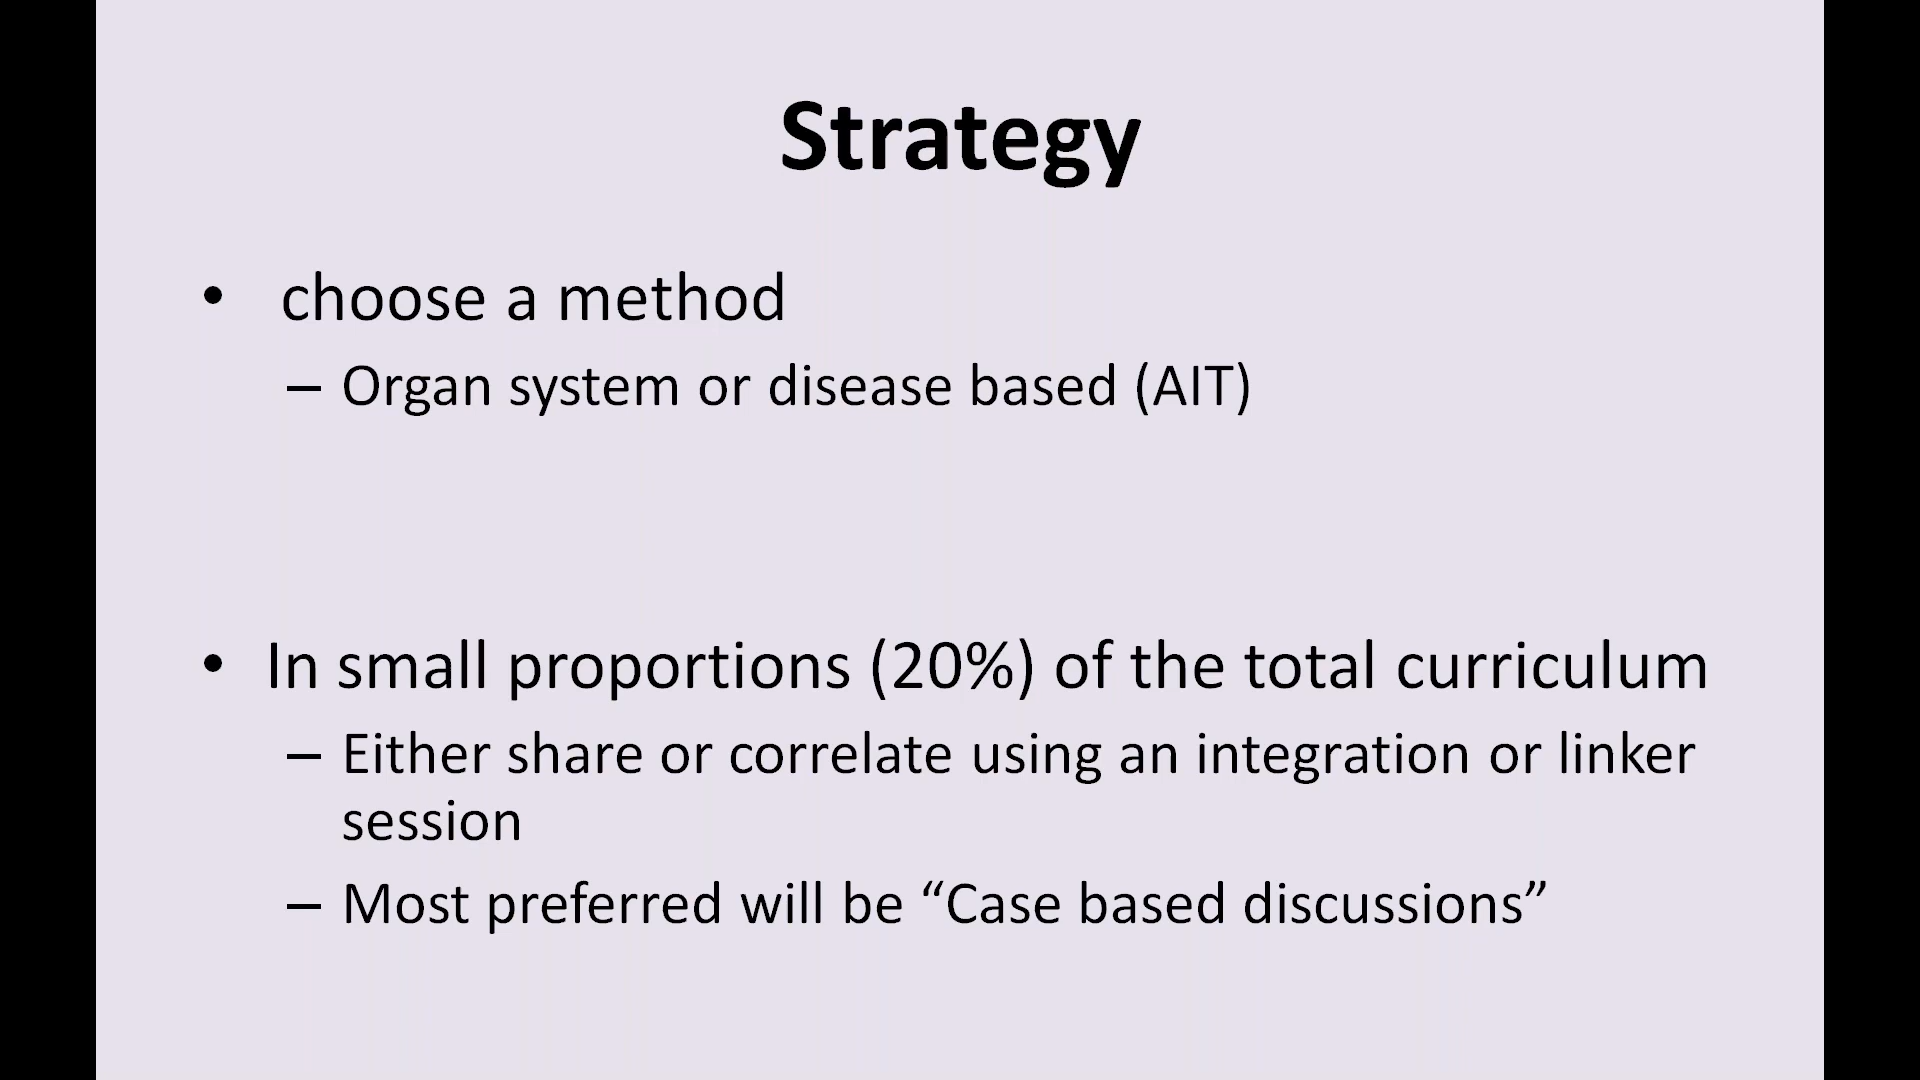 Strategy
• choose a method
– Organ system or disease based (AIT)
• In small proportions (20%) of the total curriculum
– Either share or correlate using an integration or linker
session
– Most preferred will be “Case based discussions”